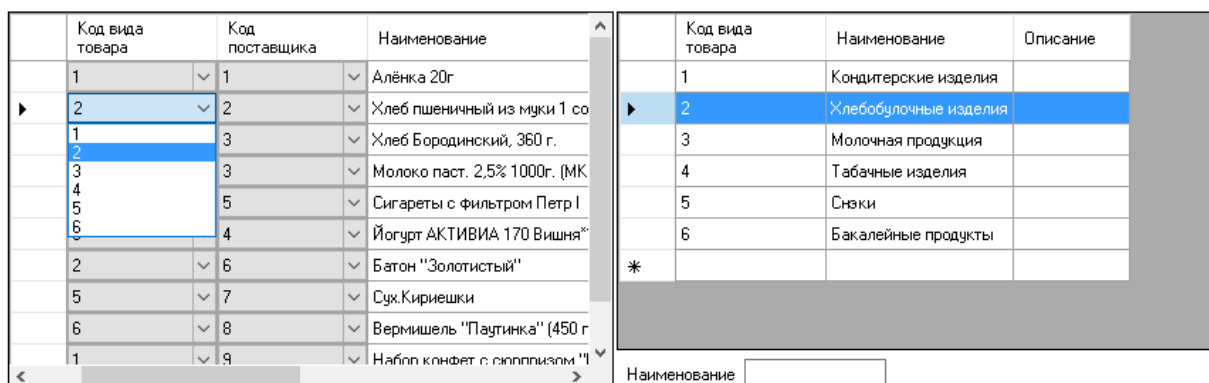 Код вида товара Код поставщика Наименование
1 1 Алёнка 20г
2 2 Хлеб пшеничный из муки 1 со
1
2
3
4
5
6
3 Хлеб Бородинский, 360 г.
3 Молоко паст. 2,5% 1000г. (МК
5 Сигареты с фильтром Петр I
4 Йогурт АКТИВИА 170 Вишня*
2 6 Батон "Золотистый"
5 7 Сух.Кириешки
6 8 Вермишель "Паутинка" (450 г
1 9 Набор конфет с сюрпризом "
Код вида товара Наименование Описание
1 Кондитерские изделия
2 Хлебобулочные изделия
3 Молочная продукция
4 Табачные изделия
5 Снэки
6 Бакалейные продукты
Наименование